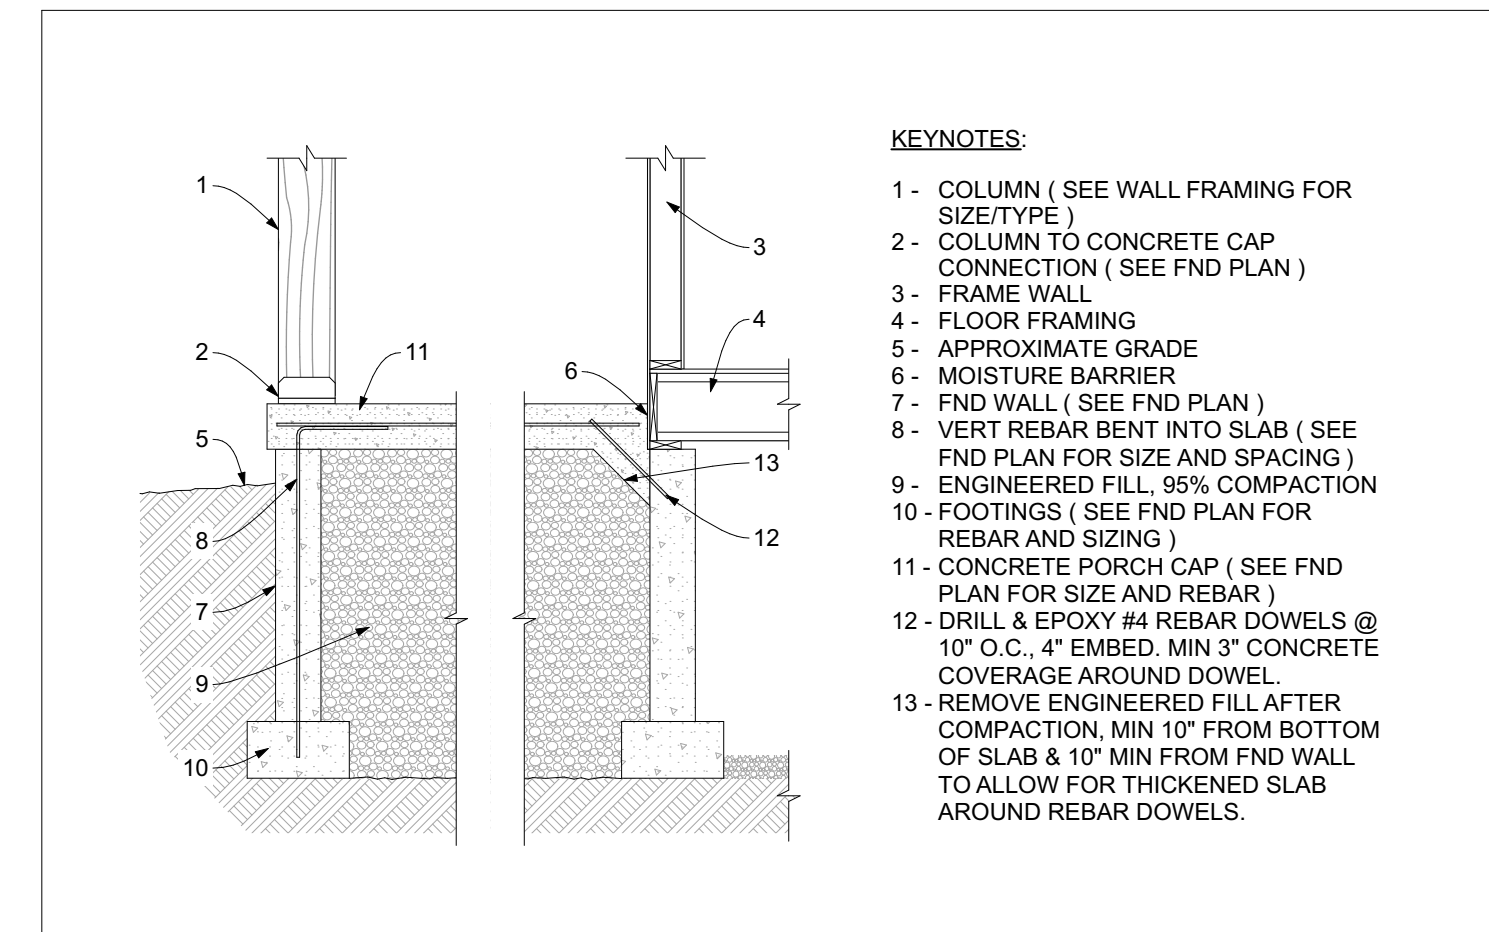 KEYNOTES:
1 - COLUMN ( SEE WALL FRAMING FOR
SIZE/TYPE )
2 - COLUMN TO CONCRETE CAP
CONNECTION ( SEE FND PLAN )
3 - FRAME WALL
4 - FLOOR FRAMING
5 - APPROXIMATE GRADE
6 - MOISTURE BARRIER
7 - FND WALL ( SEE FND PLAN )
8 - VERT REBAR BENT INTO SLAB ( SEE
FND PLAN FOR SIZE AND SPACING )
9 - ENGINEERED FILL, 95% COMPACTION
10 - FOOTINGS ( SEE FND PLAN FOR
REBAR AND SIZING )
11 - CONCRETE PORCH CAP ( SEE FND
PLAN FOR SIZE AND REBAR )
12 - DRILL & EPOXY #4 REBAR DOWELS @
10" O.C., 4" EMBED. MIN 3" CONCRETE
COVERAGE AROUND DOWEL.
13 - REMOVE ENGINEERED FILL AFTER
COMPACTION, MIN 10" FROM BOTTOM
OF SLAB & 10" MIN FROM FND WALL
TO ALLOW FOR THICKENED SLAB
AROUND REBAR DOWELS.
1
3
4
2
11
6
5
13
8
12
7
9
10